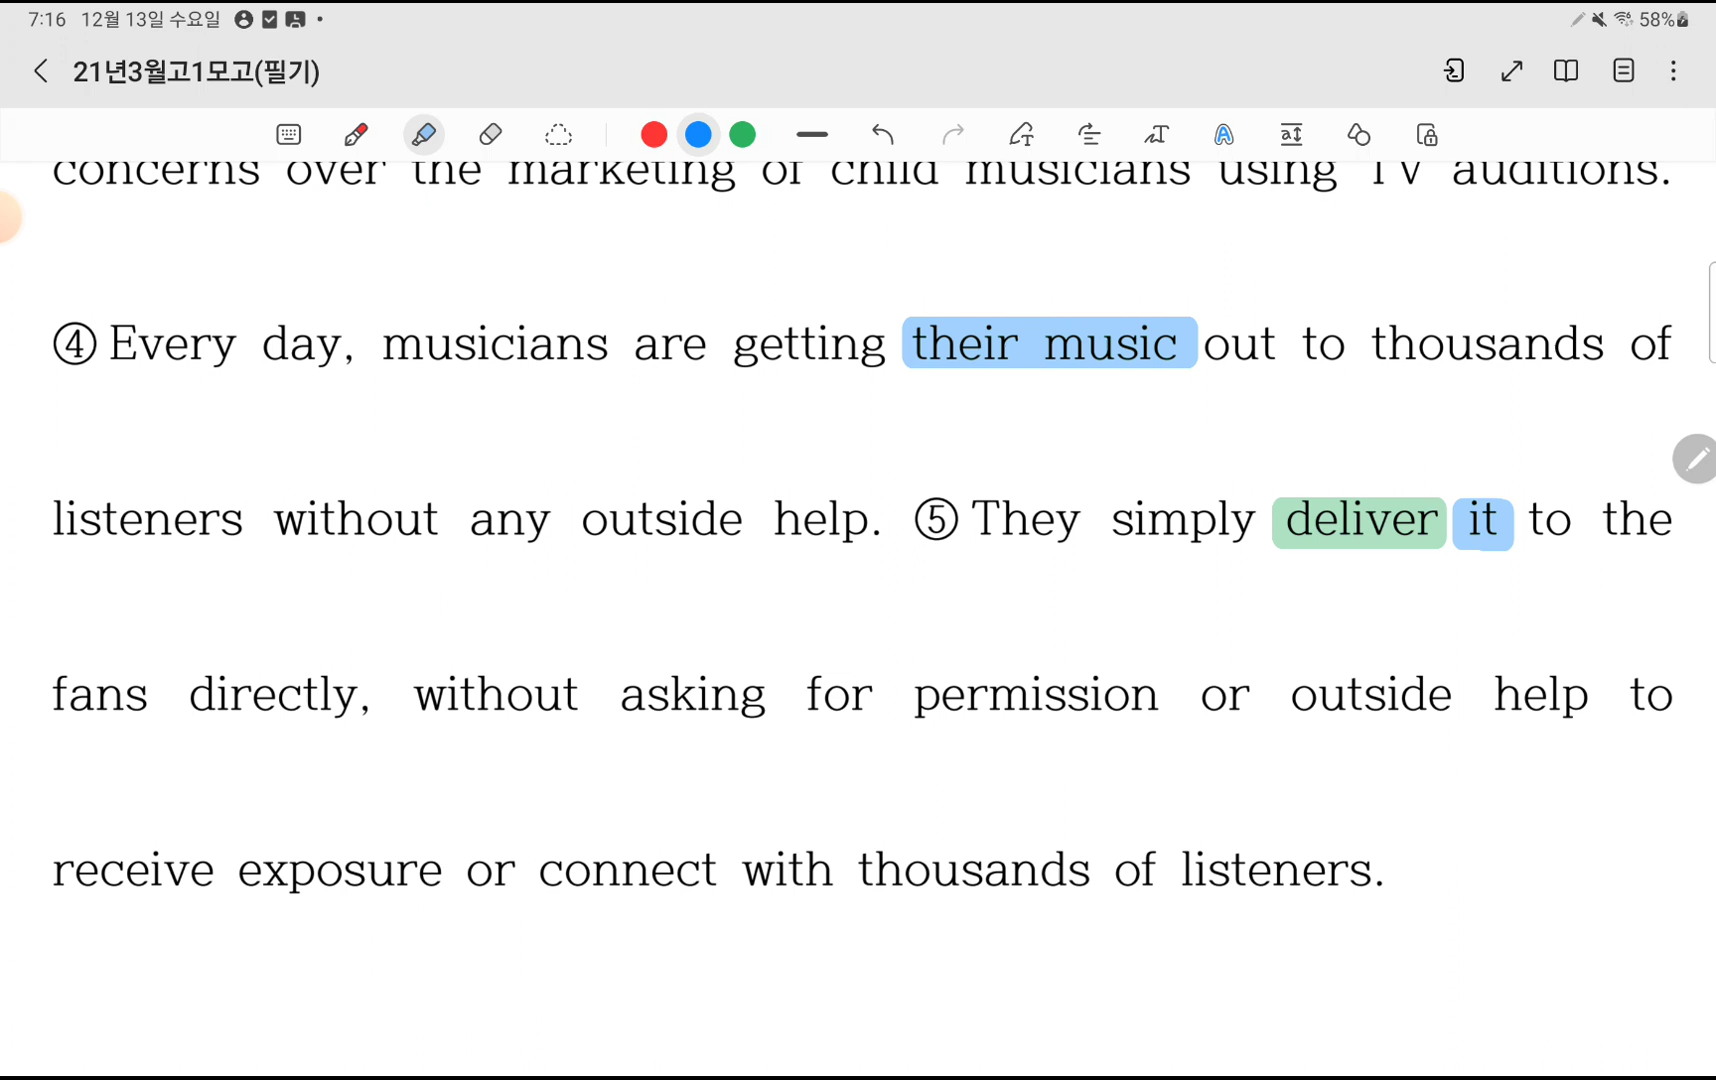 7:16 12월 13일 수요일 58%
21년3월고1모고(필기)
concerns over the marketing of child musicians using TV auditions.
④ Every day, musicians are getting their music out to thousands of
listeners without any outside help. ⑤ They simply deliver it to the
fans directly, without asking for permission or outside help to
receive exposure or connect with thousands of listeners.